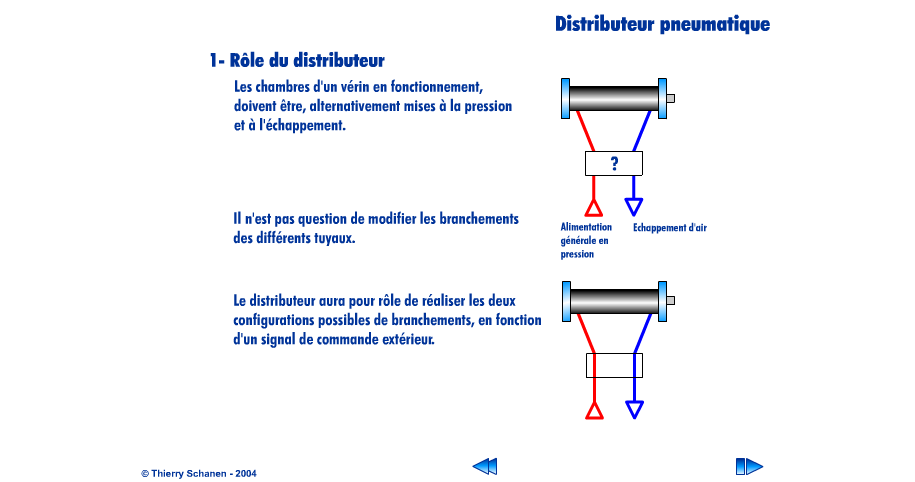 Distributeur pneumatique
1- Rôle du distributeur
Les chambres d'un vérin en fonctionnement,
doivent être, alternativement mises à la pression
et à l'échappement.
?
Il n'est pas question de modifier les branchements
des différents tuyaux.
Alimentation
générale en
pression
Echappement d'air
Le distributeur aura pour rôle de réaliser les deux
configurations possibles de branchements, en fonction
d'un signal de commande extérieur.
© Thierry Schanen - 2004